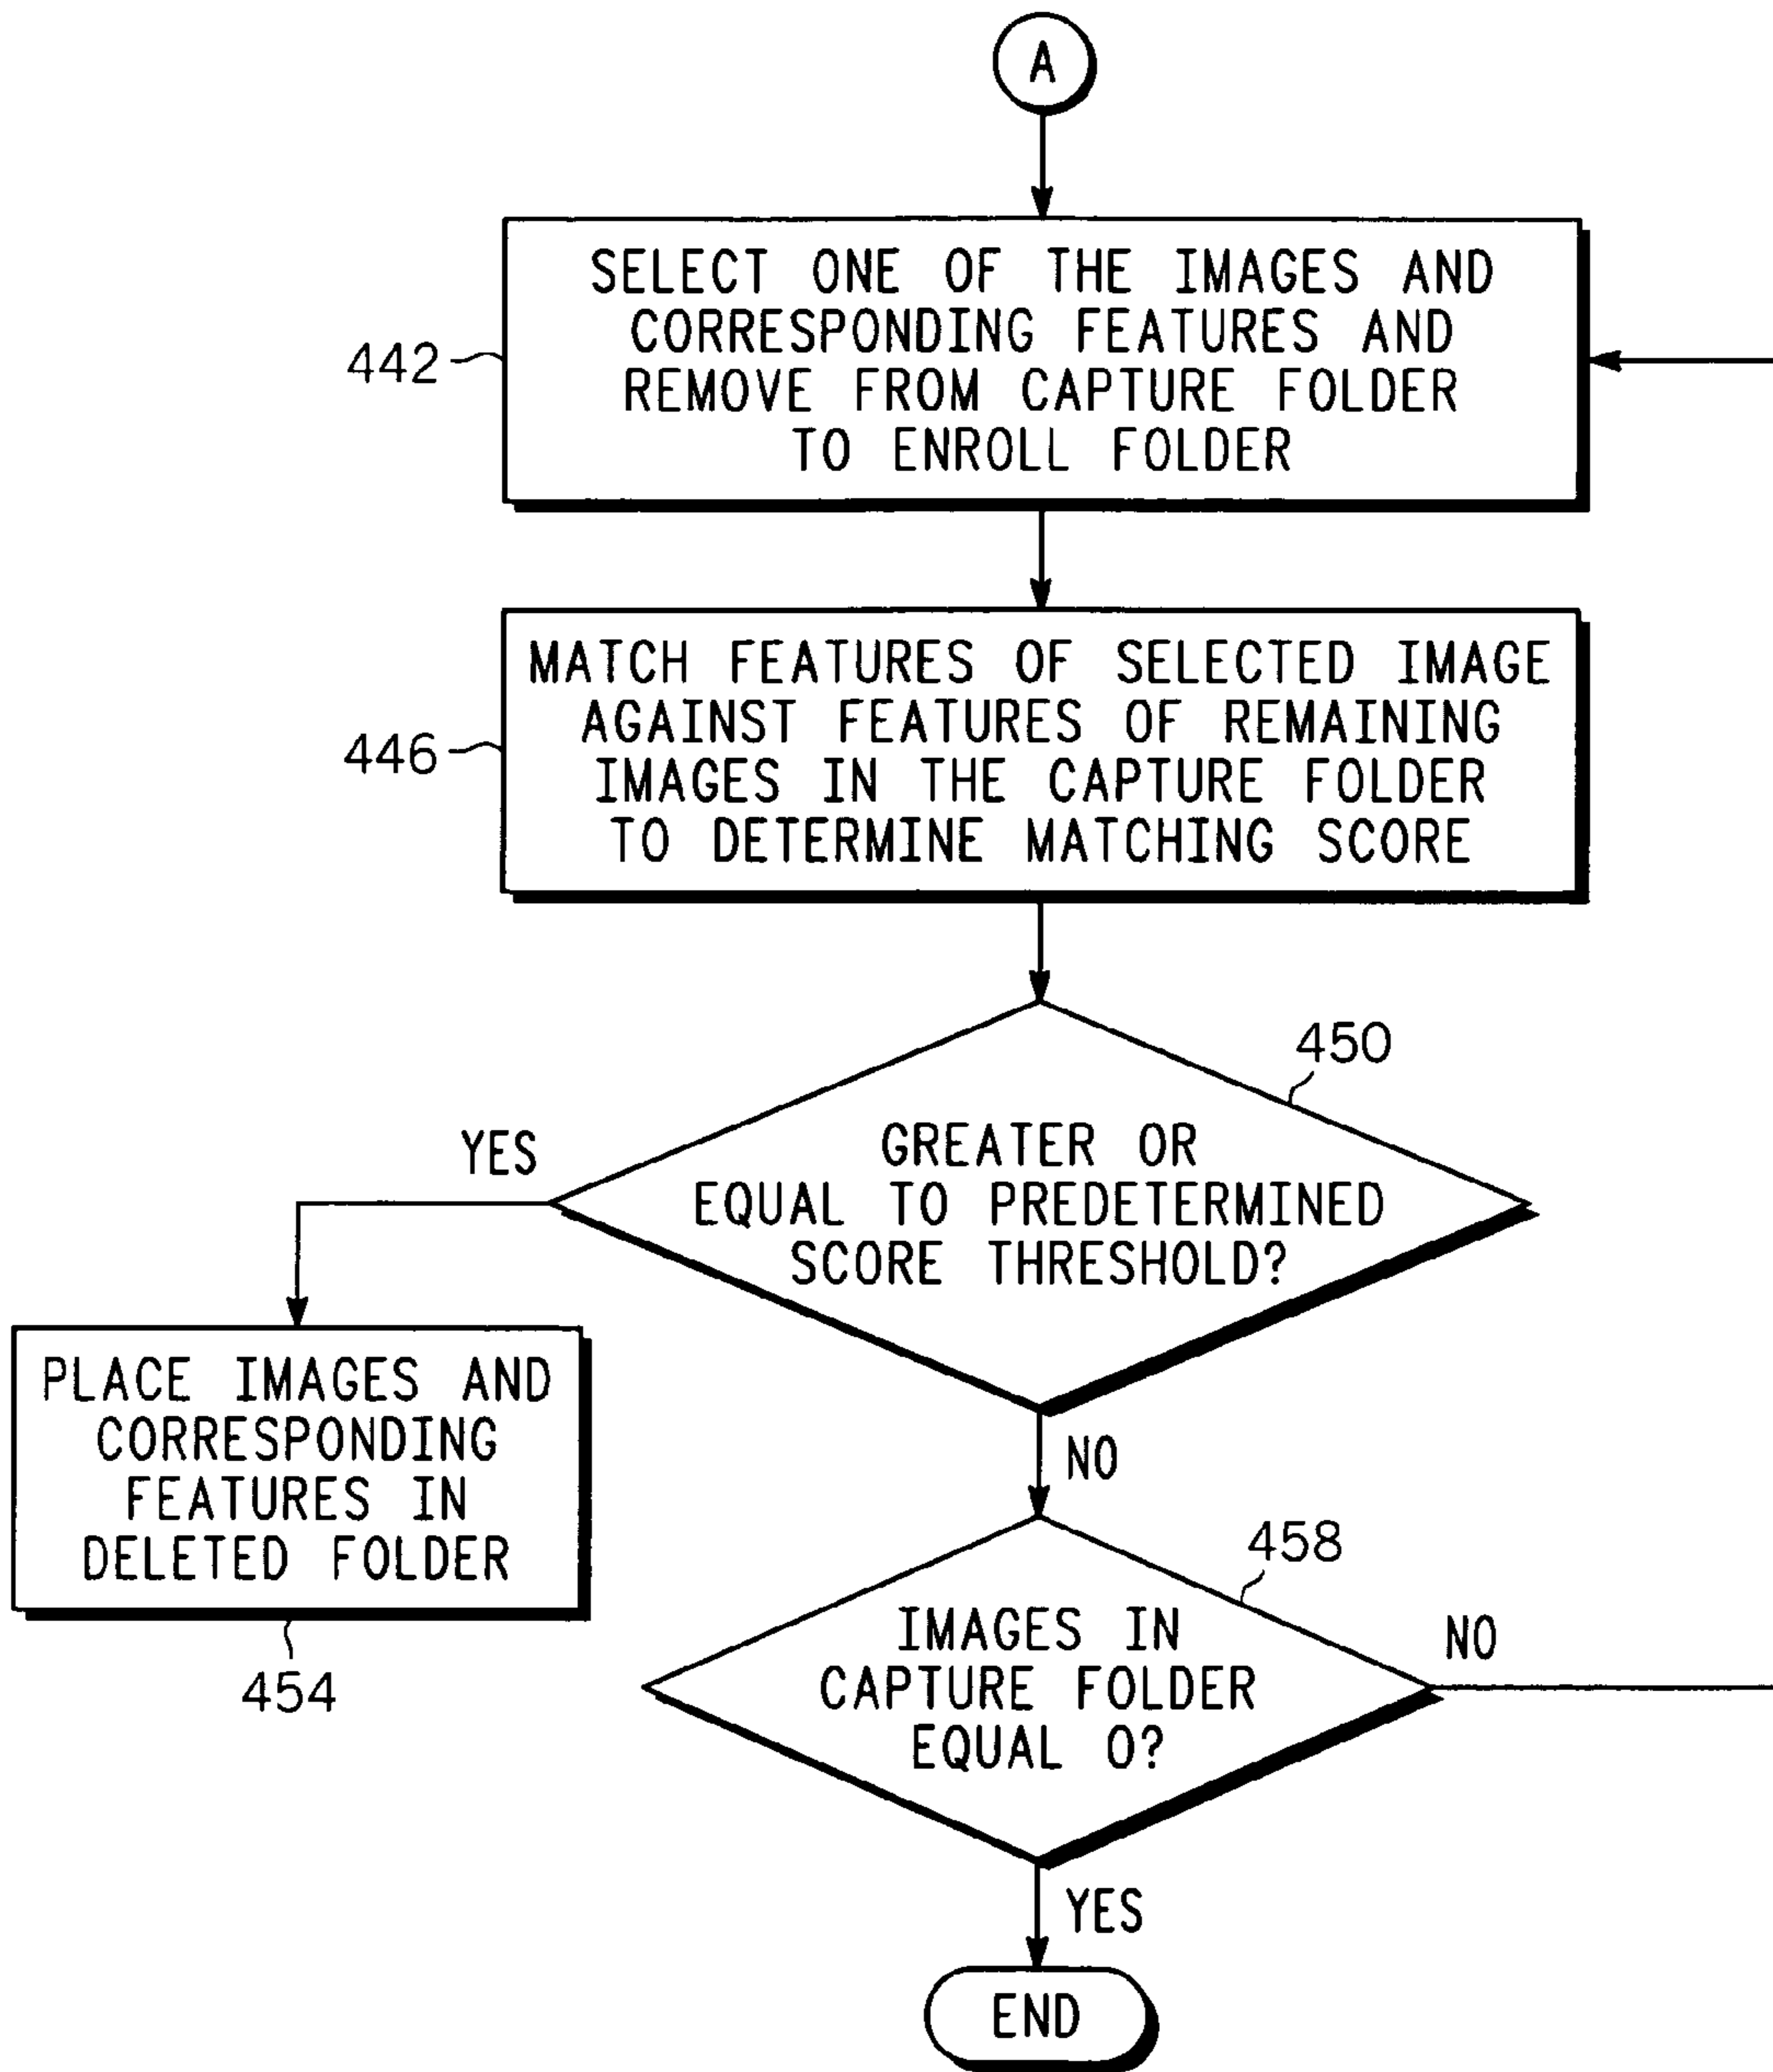 A
SELECT ONE OF THE IMAGES AND
CORRESPONDING FEATURES AND
REMOVE FROM CAPTURE FOLDER
TO ENROLL FOLDER
442
MATCH FEATURES OF SELECTED IMAGE
AGAINST FEATURES OF REMAINING
IMAGES IN THE CAPTURE FOLDER
TO DETERMINE MATCHING SCORE
446
450
GREATER OR
EQUAL TO PREDETERMINED
SCORE THRESHOLD?
YES
PLACE IMAGES AND
CORRESPONDING
FEATURES IN
DELETED FOLDER
454
NO
458
IMAGES IN
CAPTURE FOLDER
EQUAL 0?
NO
YES
END